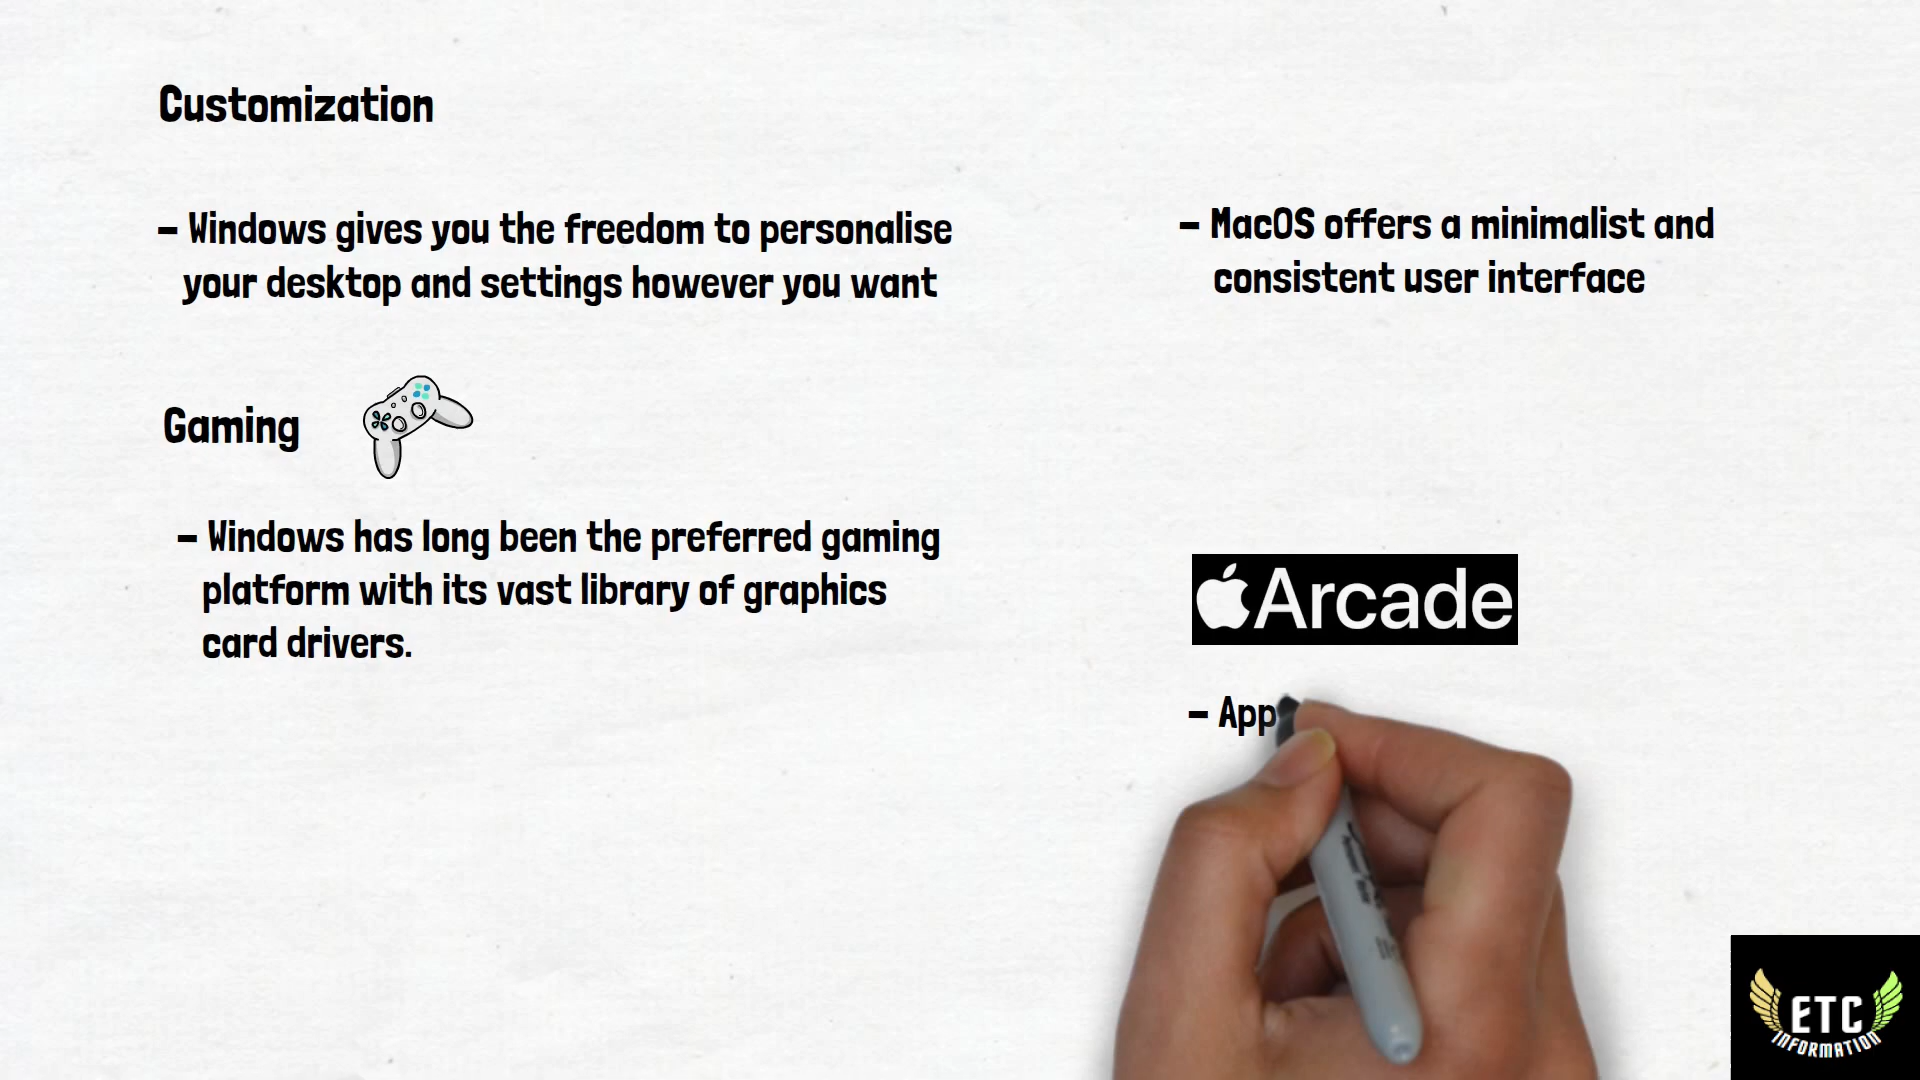 Customization
– Windows gives you the freedom to personalise
your desktop and settings however you want
– MacOS offers a minimalist and
consistent user interface
Gaming
– Windows has long been the preferred gaming
platform with its vast library of graphics
card drivers.
Arcade
– App
ETC
INFORMATION